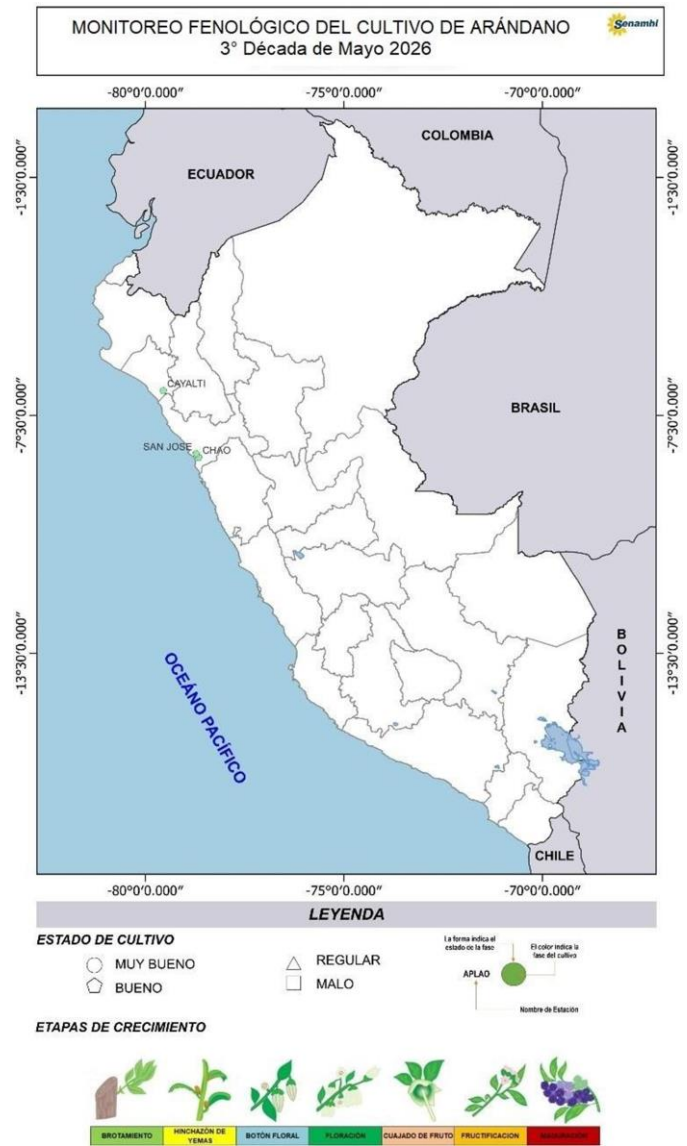 MONITOREO FENOLÓGICO DEL CULTIVO DE ARÁNDANO
3° Década de Mayo 2026
Senamhi
-80°0'0.000" -75°0'0.000" -70°0'0.000"
-1°30'0.000" -1°30'0.000"
COLOMBIA
ECUADOR
CAYALTI
BRASIL
-7°30'0.000" -7°30'0.000"
SAN JOSE CHAO
BOLIVIA
-13°30'0.000" -13°30'0.000"
OCEÁNO PACÍFICO
CHILE
-80°0'0.000" -75°0'0.000" -70°0'0.000"
LEYENDA
ESTADO DE CULTIVO
MUY BUENO
BUENO
REGULAR
MALO
La forma indica el
estado de la fase
El color indica la
fase del cultivo
APLAO
Nombre de Estación
ETAPAS DE CRECIMIENTO
BROTAMIENTO
HINCHAZÓN DE
YEMAS
BOTÓN FLORAL
FLORACIÓN
CUAJADO DE FRUTO
FRUCTIFICACION
MADURACIÓN